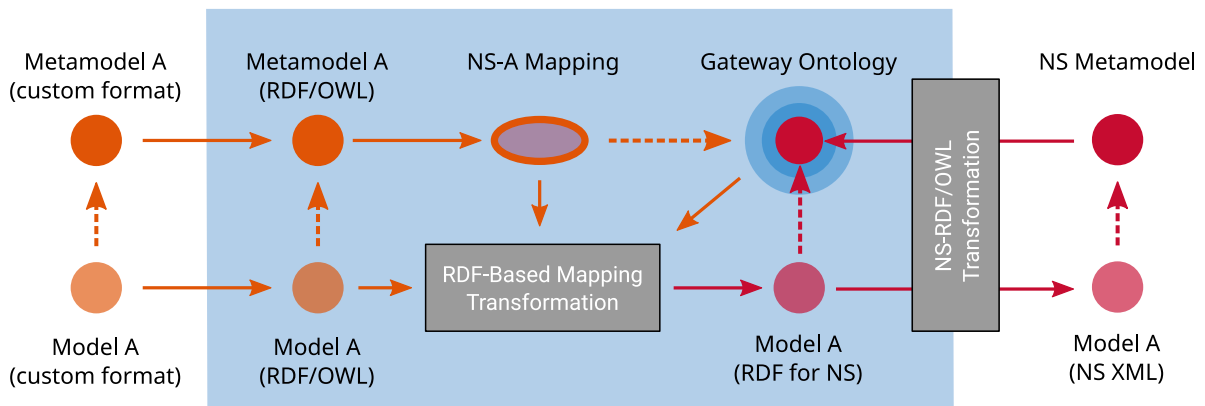 Metamodel A
(custom format)
Metamodel A
(RDF/OWL)
NS-A Mapping
Gateway Ontology
NS Metamodel
NS-RDF/OWL
Transformation
RDF-Based Mapping
Transformation
Model A
(custom format)
Model A
(RDF/OWL)
Model A
(RDF for NS)
Model A
(NS XML)